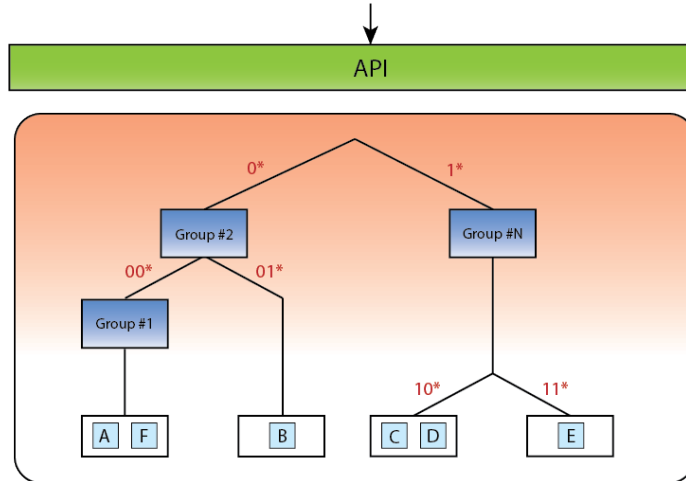 API
0*
1*
Group #2
Group #N
00*
01*
Group #1
10*
11*
A F
B
C D
E